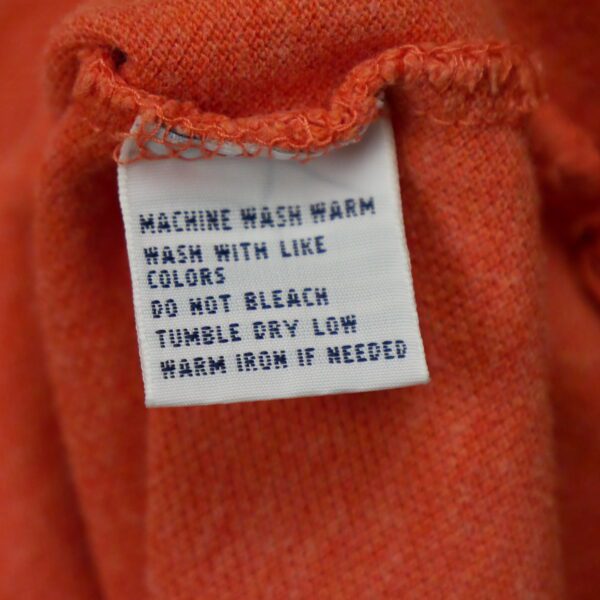 MACHINE WASH WARM
WASH WITH LIKE
COLORS
DO NOT BLEACH
TUMBLE DRY LOW
WARM IRON IF NEEDED